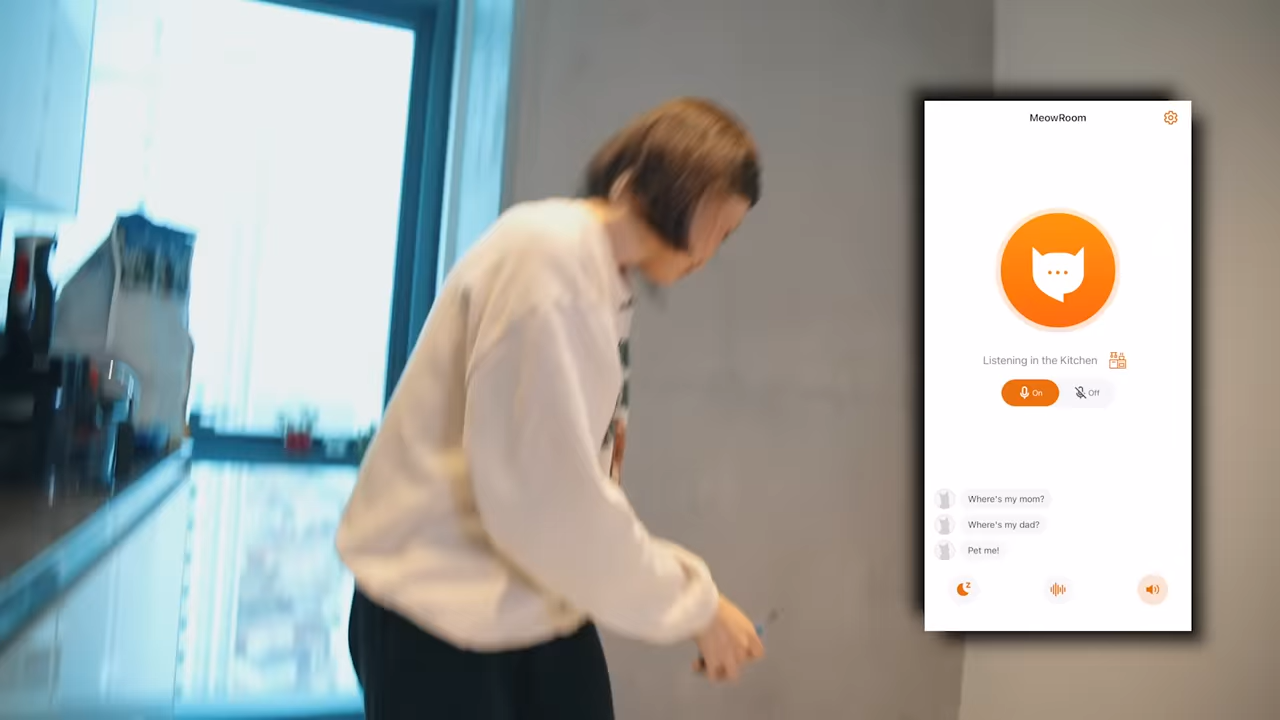 MeowRoom
Listening in the Kitchen
On Off
Where's my mom?
Where's my dad?
Pet me!